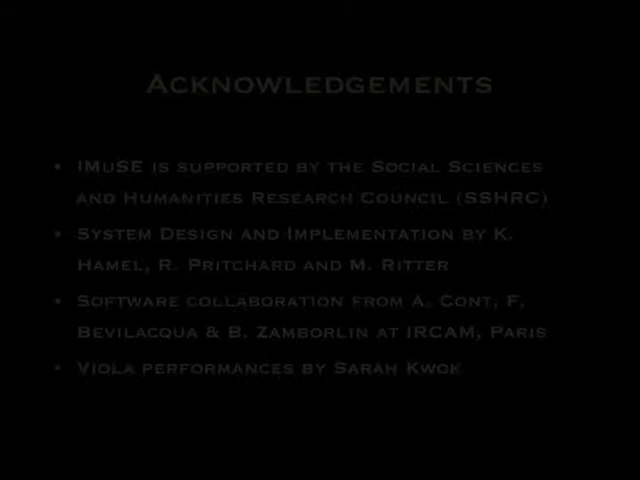 Acknowledgements
• IMuSE is supported by the Social Sciences
and Humanities Research Council (SSHRC)
• System Design and Implementation by K.
Hamel, R. Pritchard and M. Ritter
• Software collaboration from A. Cont, F.
Bevilacqua & B. Zamborlin at IRCAM, Paris
• Viola performances by Sarah Kwok